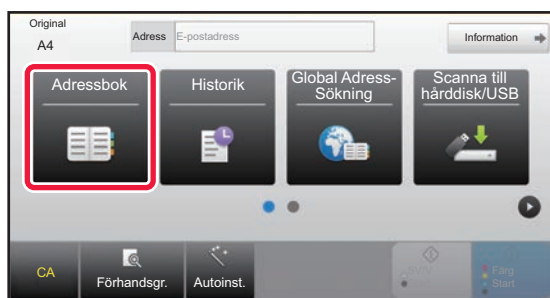 Original
A4
Adress E-postadress
Information
Adressbok
Historik
Global Adress-
Sökning
Scanna till
hårddisk/USB
CA
Förhandsgr.
Autoinst.
Färg
Start